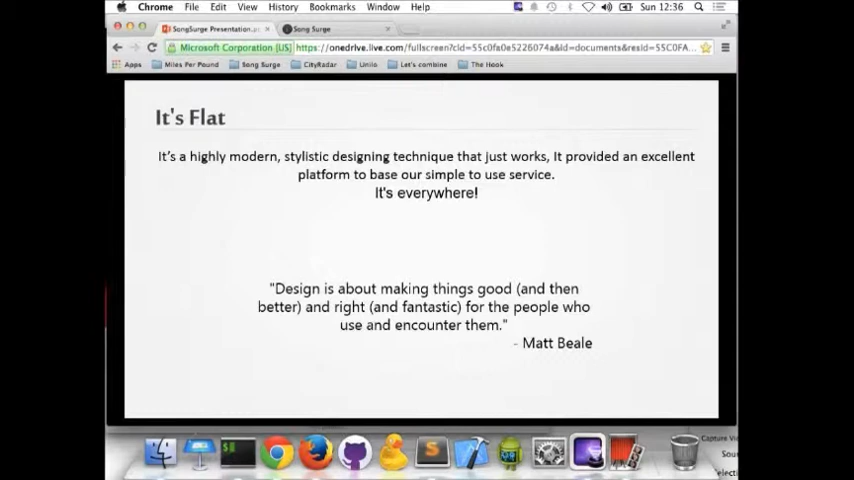 Chrome File Edit View History Bookmarks Window Help Sun 12:36
SongSurge Presentation.p Song Surge
Microsoft Corporation [US] https://onedrive.live.com/fullscreen?cid=55c0fa0e5226074a&id=documents&resid=55C0FA...
Apps Miles Per Pound Song Surge CityRadar Unilo Let's combine The Hook
It's Flat
It's a highly modern, stylistic designing technique that just works, It provided an excellent
platform to base our simple to use service.
It's everywhere!
"Design is about making things good (and then
better) and right (and fantastic) for the people who
use and encounter them."
- Matt Beale
Capture Vi
Sou